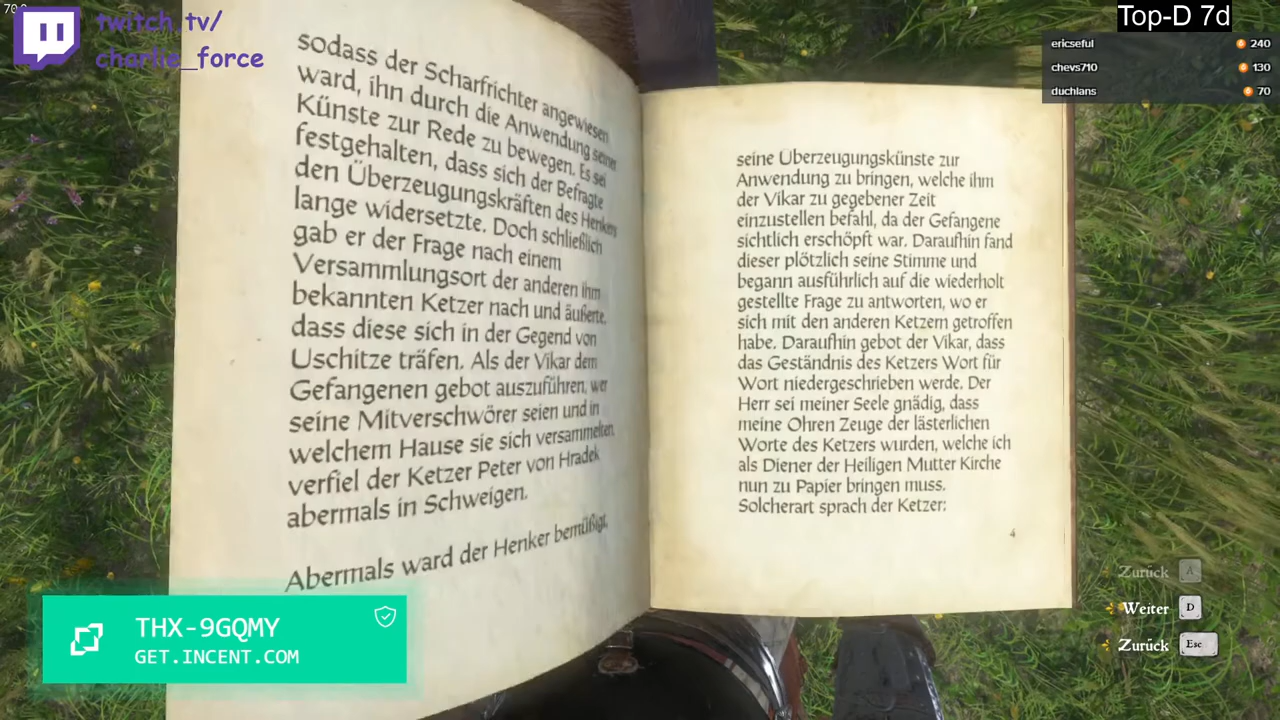 70
twitch.tv/
charlie_force
Top-D 7d
ericseful 240
chevs710 130
duchlans 70
sodass der Scharfrichter angewiesen
ward, ihn durch die Anwendung seiner
Künste zur Rede zu bewegen. Es sei
festgehalten, dass sich der Befragte
den Überzeugungskräften des Henkers
lange widersetzte. Doch schließlich
gab er der Frage nach einem
Versammlungsort der anderen ihm
bekannten Ketzer nach und äußerte,
dass diese sich in der Gegend von
Uschitze träfen. Als der Vikar dem
Gefangenen gebot auszuführen, wer
seine Mitverschwörer seien und in
welchem Hause sie sich versammelten,
verfiel der Ketzer Peter von Hradek
abermals in Schweigen.
Abermals ward der Henker bemüßigt,
seine Überzeugungskünste zur
Anwendung zu bringen, welche ihm
der Vikar zu gegebener Zeit
einzustellen befahl, da der Gefangene
sichtlich erschöpft war. Daraufhin fand
dieser plötzlich seine Stimme und
begann ausführlich auf die wiederholt
gestellte Frage zu antworten, wo er
sich mit den anderen Ketzern getroffen
habe. Daraufhin gebot der Vikar, dass
das Geständnis des Ketzers Wort für
Wort niedergeschrieben werde. Der
Herr sei meiner Seele gnädig, dass
meine Ohren Zeuge der lästerlichen
Worte des Ketzers wurden, welche ich
als Diener der Heiligen Mutter Kirche
nun zu Papier bringen muss.
Solcherart sprach der Ketzer:
4
Zurück A
Weiter D
Zurück Esc
THX-9GQMY
GET.INCENT.COM